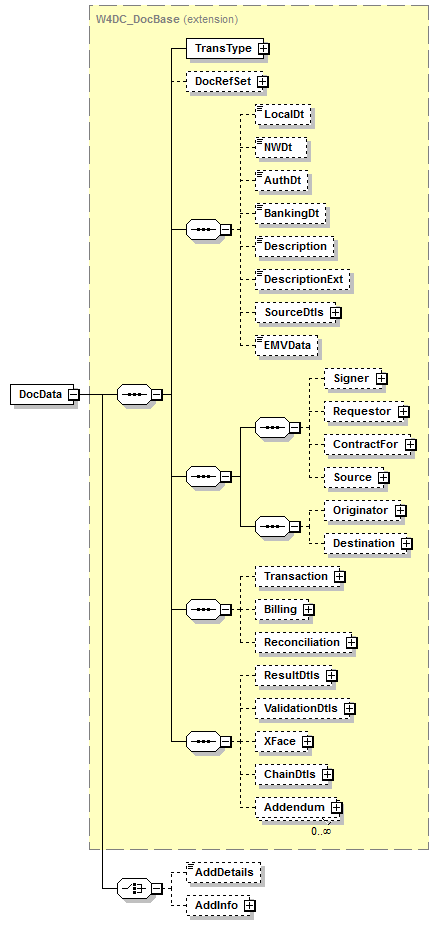 W4DC_DocBase (extension)
TransType
DocRefSet
LocalDt
NWDt
AuthDt
BankingDt
Description
DescriptionExt
SourceDtls
EMVData
DocData
Signer
Requestor
ContractFor
Source
Originator
Destination
Transaction
Billing
Reconciliation
ResultDtls
ValidationDtls
XFace
ChainDtls
Addendum
0..∞
AddDetails
AddInfo